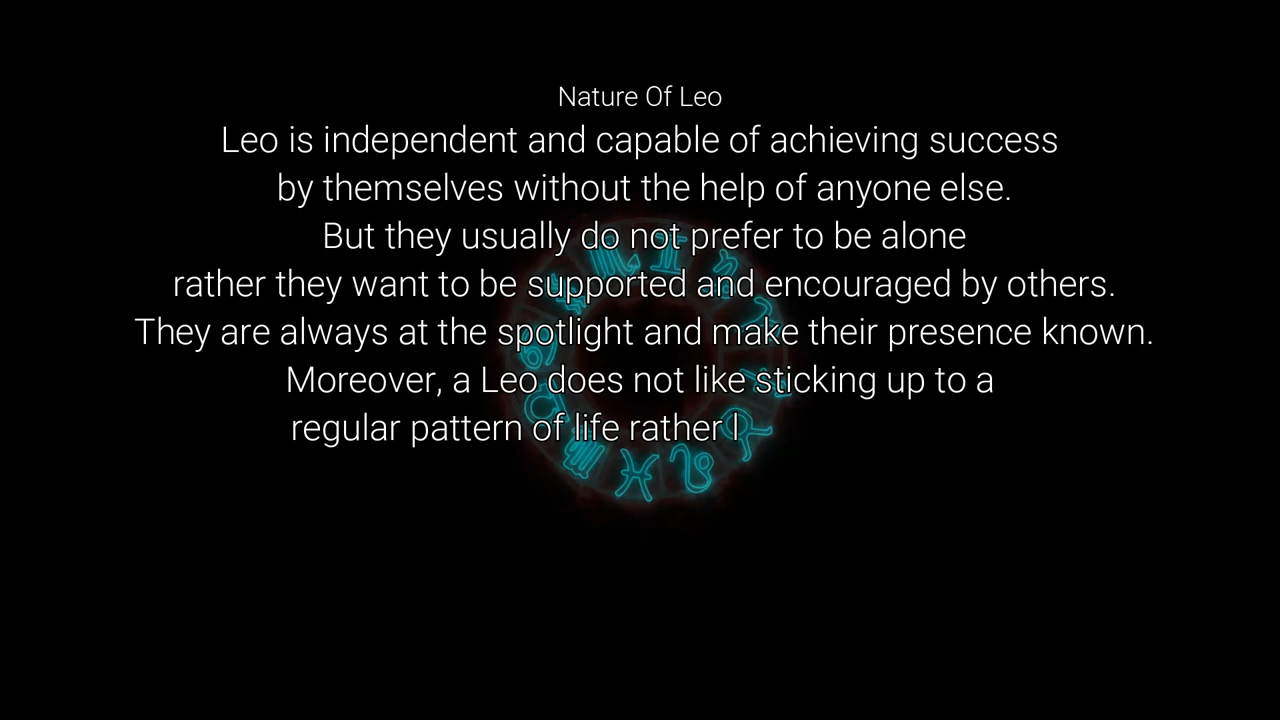 Nature Of Leo
Leo is independent and capable of achieving success
by themselves without the help of anyone else.
But they usually do not prefer to be alone
rather they want to be supported and encouraged by others.
They are always at the spotlight and make their presence known.
Moreover, a Leo does not like sticking up to a
regular pattern of life rather l